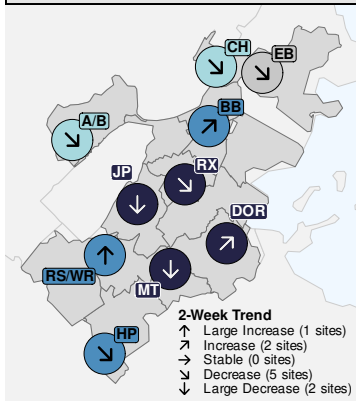 CH
EB
BB
A/B
JP
RX
DOR
RS/WR
MT
HP
2-Week Trend
↑ Large Increase (1 sites)
↗ Increase (2 sites)
→ Stable (0 sites)
↘ Decrease (5 sites)
↓ Large Decrease (2 sites)